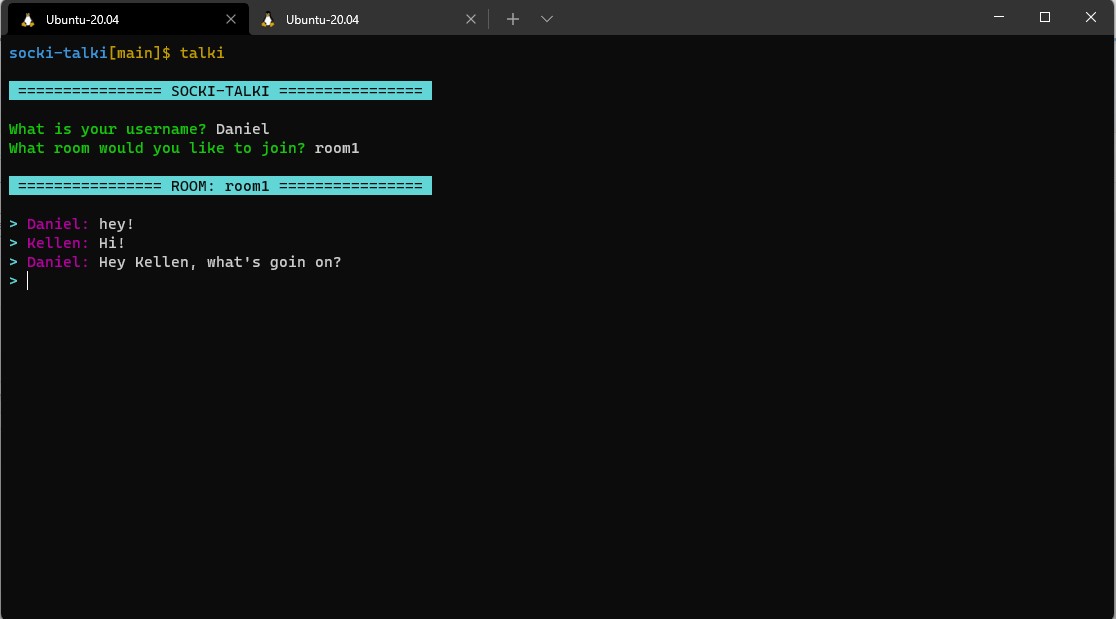 Ubuntu-20.04
Ubuntu-20.04
socki-talki[main]$ talki
================ SOCKI-TALKI ================
What is your username? Daniel
What room would you like to join? room1
================ ROOM: room1 ================
> Daniel: hey!
> Kellen: Hi!
> Daniel: Hey Kellen, what's goin on?
>